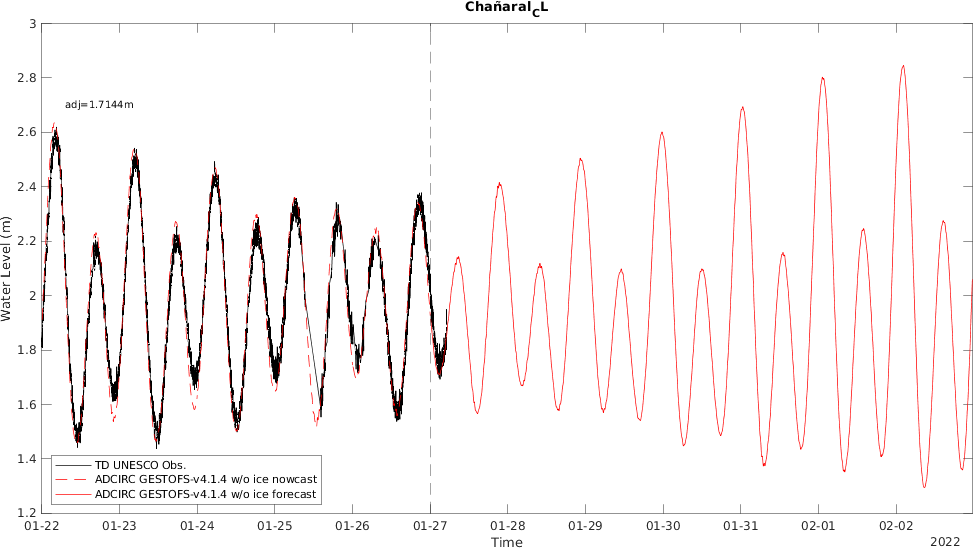 Chañaral_CL
3
2.8
2.6
2.4
2.2
2
1.8
1.6
1.4
1.2
Water Level (m)
adj=1.7144m
TD UNESCO Obs.
ADCIRC GESTOFS-v4.1.4 w/o ice nowcast
ADCIRC GESTOFS-v4.1.4 w/o ice forecast
01-22 01-23 01-24 01-25 01-26 01-27 01-28 01-29 01-30 01-31 02-01 02-02
Time
2022